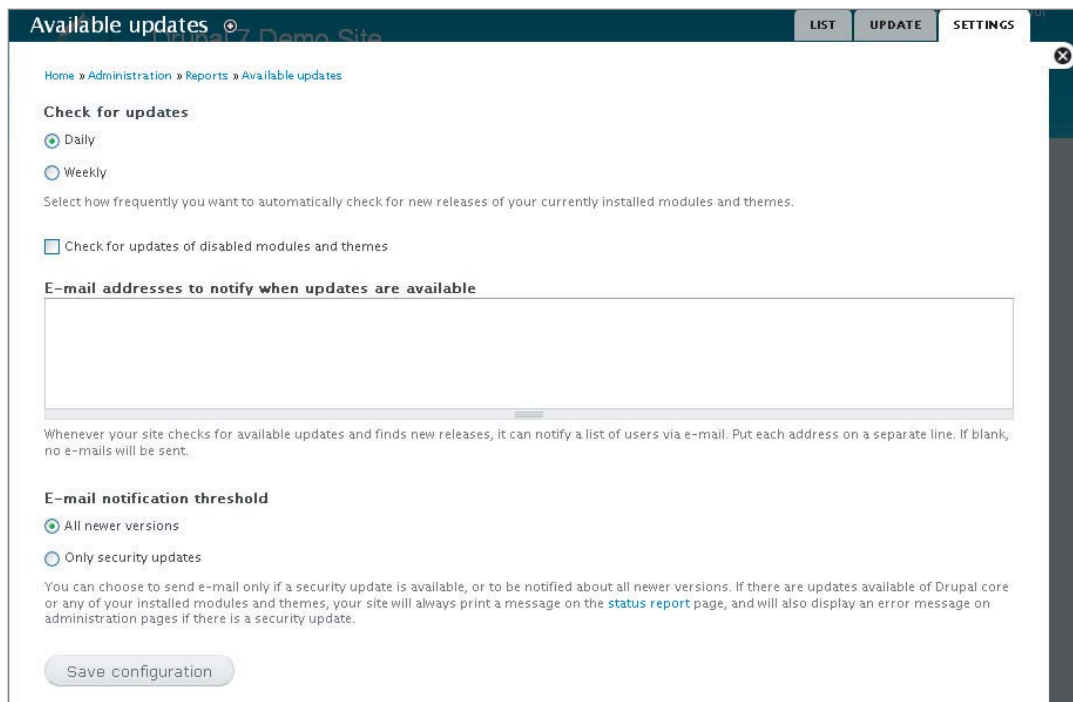 Available updates
Drupal 7 Demo Site
LIST UPDATE SETTINGS
Home » Administration » Reports » Available updates
Check for updates
Daily
Weekly
Select how frequently you want to automatically check for new releases of your currently installed modules and themes.
Check for updates of disabled modules and themes
E-mail addresses to notify when updates are available
Whenever your site checks for available updates and finds new releases, it can notify a list of users via e-mail. Put each address on a separate line. If blank,
no e-mails will be sent.
E-mail notification threshold
All newer versions
Only security updates
You can choose to send e-mail only if a security update is available, or to be notified about all newer versions. If there are updates available of Drupal core
or any of your installed modules and themes, your site will always print a message on the status report page, and will also display an error message on
administration pages if there is a security update.
Save configuration